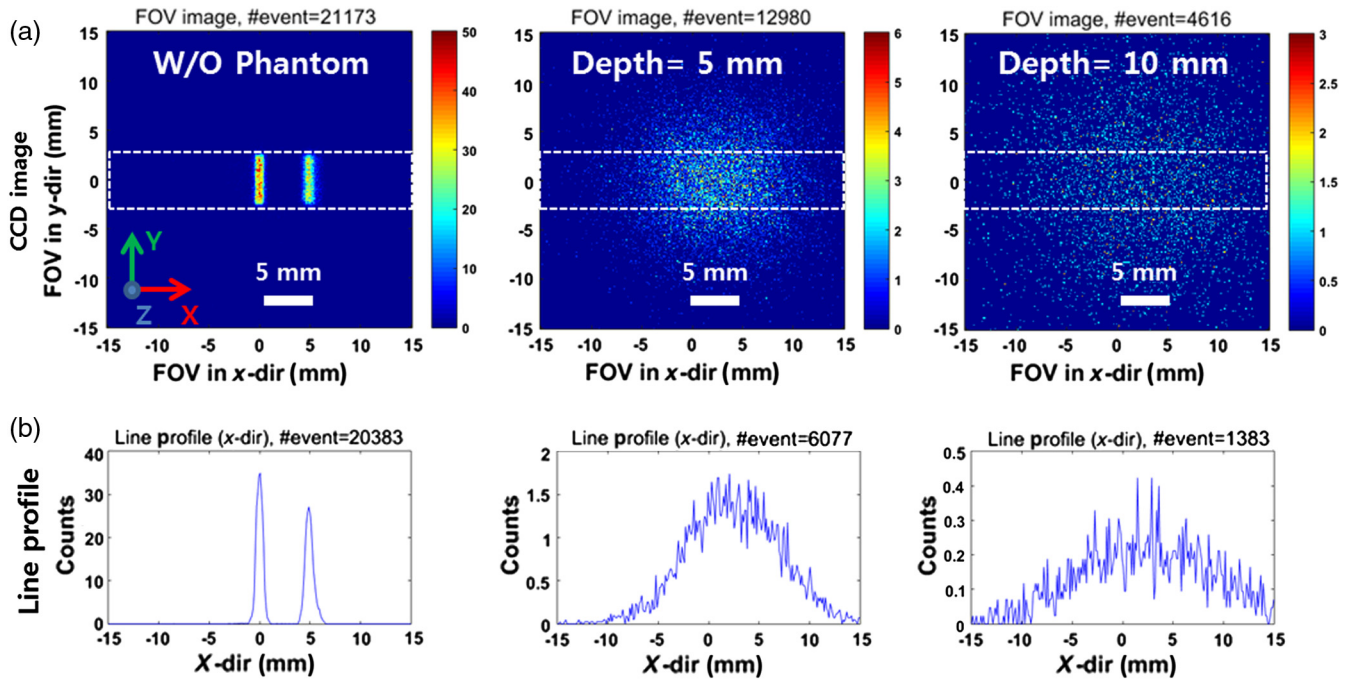 (a)
FOV image, #event=21173
FOV image, #event=12980
FOV image, #event=4616
CCD image
FOV in y-dir (mm)
15
10
5
0
-5
-10
-15
W/O Phantom
Y
Z
X
5 mm
-15 -10 -5 0 5 10 15
FOV in x-dir (mm)
50
40
30
20
10
0
15
10
5
0
-5
-10
-15
Depth= 5 mm
5 mm
-15 -10 -5 0 5 10 15
FOV in x-dir (mm)
6
5
4
3
2
1
0
15
10
5
0
-5
-10
-15
Depth= 10 mm
5 mm
-15 -10 -5 0 5 10 15
FOV in x-dir (mm)
3
2.5
2
1.5
1
0.5
0
(b)
Line profile
Line profile (x-dir), #event=20383
Counts
40
30
20
10
0
-15 -10 -5 0 5 10 15
X-dir (mm)
Line profile (x-dir), #event=6077
Counts
2
1.5
1
0.5
0
-15 -10 -5 0 5 10 15
X-dir (mm)
Line profile (x-dir), #event=1383
Counts
0.5
0.4
0.3
0.2
0.1
0
-15 -10 -5 0 5 10 15
X-dir (mm)